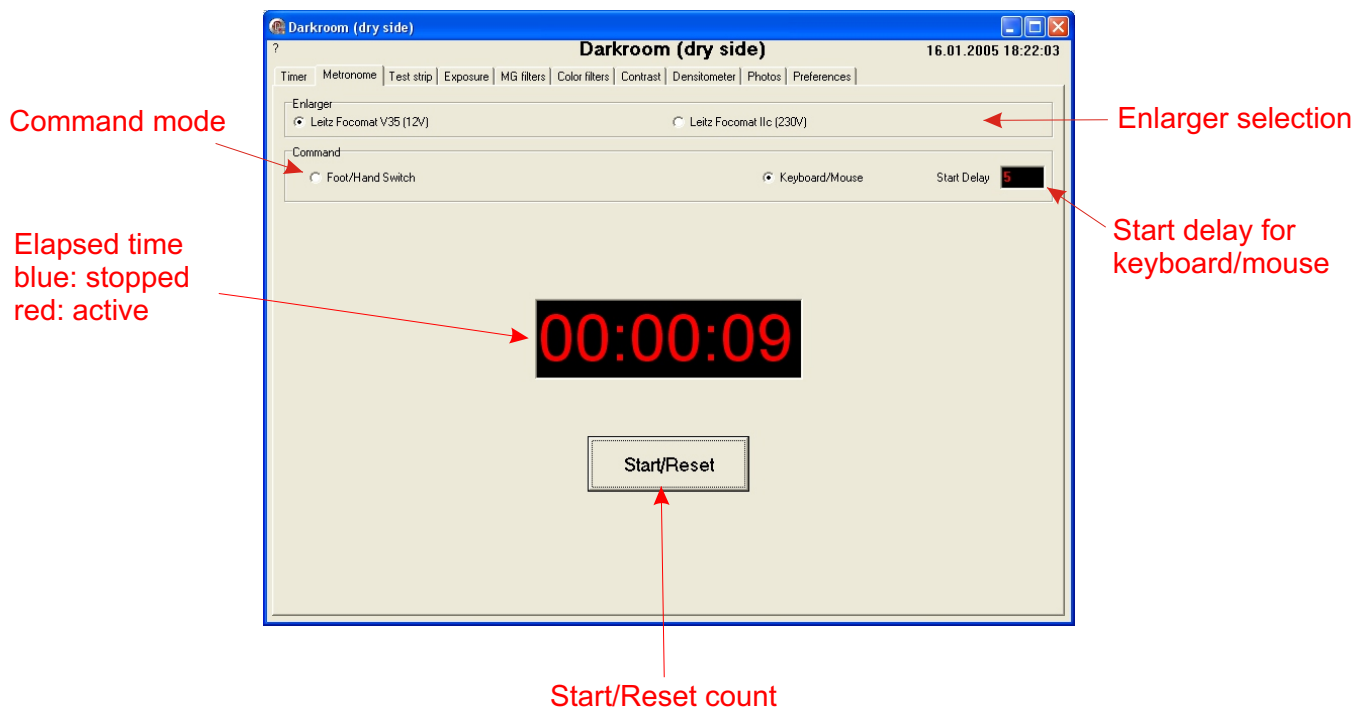 Darkroom (dry side)
?
Darkroom (dry side)
16.01.2005 18:22:03
Timer Metronome Test strip Exposure MG filters Color filters Contrast Densitometer Photos Preferences
Enlarger
Leitz Focomat V35 (12V)
Leitz Focomat IIc (230V)
Enlarger selection
Command mode
Command
Foot/Hand Switch
Keyboard/Mouse
Start Delay
5
Start delay for
keyboard/mouse
Elapsed time
blue: stopped
red: active
00:00:09
Start/Reset
Start/Reset count